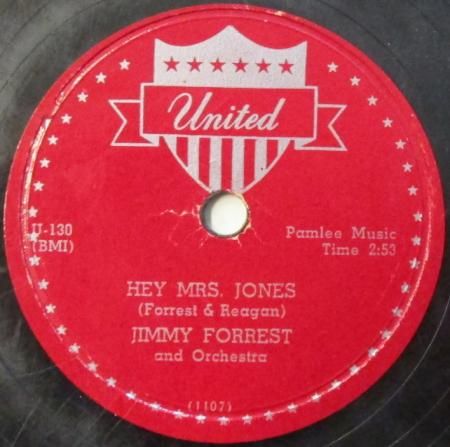 United
U-130
(BMI)
Pamlee Music
Time 2:53
HEY MRS. JONES
(Forrest & Reagan)
JIMMY FORREST
and Orchestra
(1107)